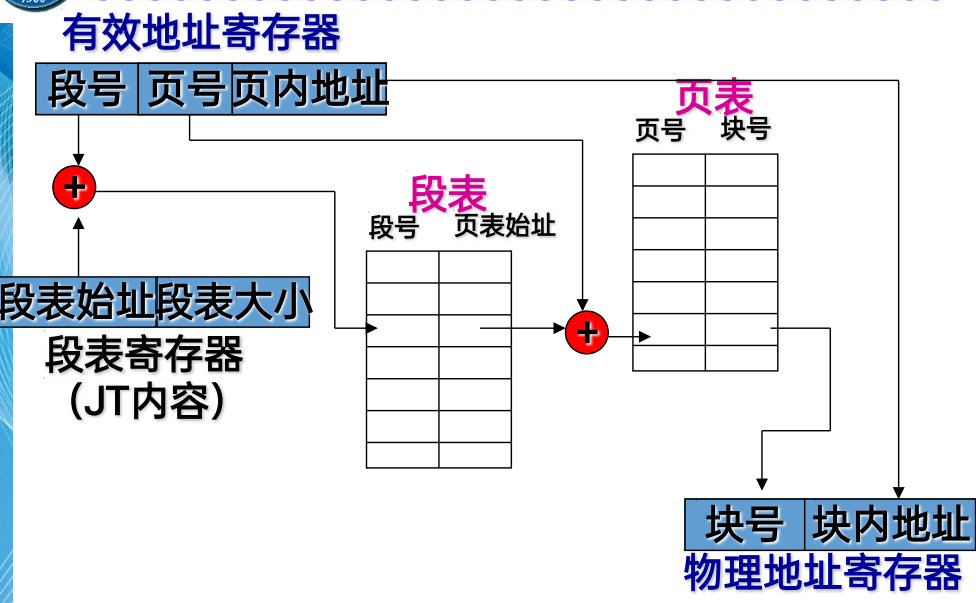 有效地址寄存器
段号 页号 页内地址
页表
页号 块号
+
段表
段号 页表始址
段表始址 段表大小
+
段表寄存器
（JT内容）
块号 块内地址
物理地址寄存器